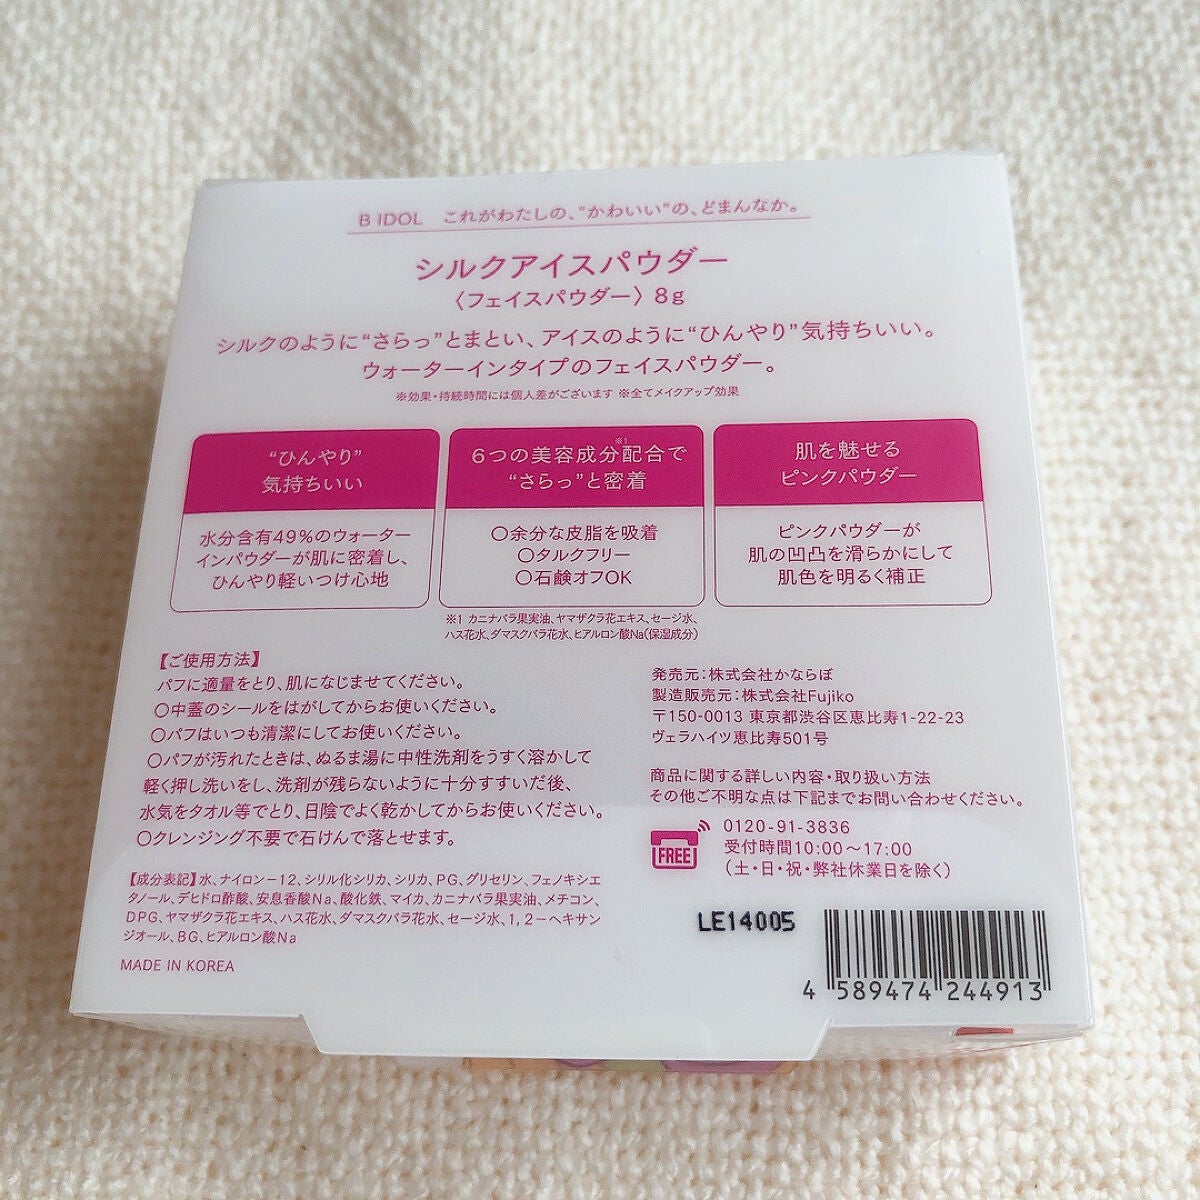 B IDOL これがわたしの、"かわいい"の、どまんなか。
シルクアイスパウダー
〈フェイスパウダー〉8g
シルクのように"さらっ"とまとい、アイスのように"ひんやり"気持ちいい。
ウォーターインタイプのフェイスパウダー。
※効果・持続時間には個人差がございます ※全てメイクアップ効果
"ひんやり"
気持ちいい
水分含有49%のウォーター
インパウダーが肌に密着し、
ひんやり軽いつけ心地
※1
6つの美容成分配合で
"さらっ"と密着
○余分な皮脂を吸着
○タルクフリー
○石鹸オフOK
肌を魅せる
ピンクパウダー
ピンクパウダーが
肌の凹凸を滑らかにして
肌色を明るく補正
※1 カニナバラ果実油、ヤマザクラ花エキス、セージ水、
ハス花水、ダマスクバラ花水、ヒアルロン酸Na(保湿成分)
【ご使用方法】
パフに適量をとり、肌になじませてください。
○中蓋のシールをはがしてからお使いください。
○パフはいつも清潔にしてお使いください。
○パフが汚れたときは、ぬるま湯に中性洗剤をうすく溶かして
軽く押し洗いをし、洗剤が残らないように十分すすいだ後、
水気をタオル等でとり、日陰でよく乾かしてからお使いください。
○クレンジング不要で石けんで落とせます。
【成分表記】水、ナイロン-12、シリル化シリカ、シリカ、PG、グリセリン、フェノキシエ
タノール、デヒドロ酢酸、安息香酸Na、酸化鉄、マイカ、カニナバラ果実油、メチコン、
DPG、ヤマザクラ花エキス、ハス花水、ダマスクバラ花水、セージ水、1,2-ヘキサン
ジオール、BG、ヒアルロン酸Na
MADE IN KOREA
発売元:株式会社かならぼ
製造販売元:株式会社Fujiko
〒150-0013 東京都渋谷区恵比寿1-22-23
ヴェラハイツ恵比寿501号
商品に関する詳しい内容・取り扱い方法
その他ご不明な点は下記までお問い合わせください。
FREE
0120-91-3836
受付時間10:00〜17:00
(土・日・祝・弊社休業日を除く)
LE14005
4 589474 244913